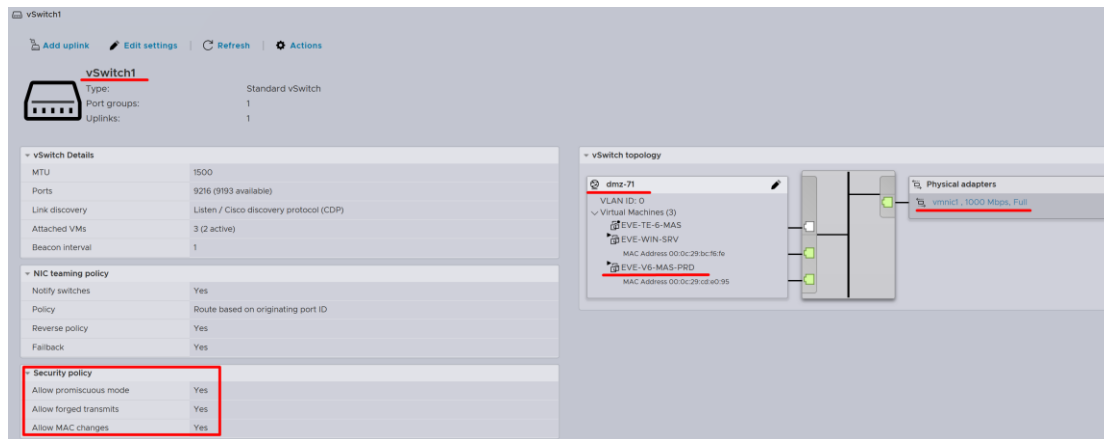 vSwitch1
Add uplink Edit settings Refresh Actions
vSwitch1
Type: Standard vSwitch
Port groups: 1
Uplinks: 1
vSwitch Details
MTU 1500
Ports 9216 (9193 available)
Link discovery Listen / Cisco discovery protocol (CDP)
Attached VMs 3 (2 active)
Beacon interval 1
NIC teaming policy
Notify switches Yes
Policy Route based on originating port ID
Reverse policy Yes
Failback Yes
Security policy
Allow promiscuous mode Yes
Allow forged transmits Yes
Allow MAC changes Yes
vSwitch topology
dmz-71
VLAN ID: 0
Virtual Machines (3)
EVE-TE-6-MAS
EVE-WIN-SRV
MAC Address 00:0c:29:bc:f6:fe
EVE-V6-MAS-PRD
MAC Address 00:0c:29:cd:e0:95
Physical adapters
vmnic1 , 1000 Mbps, Full